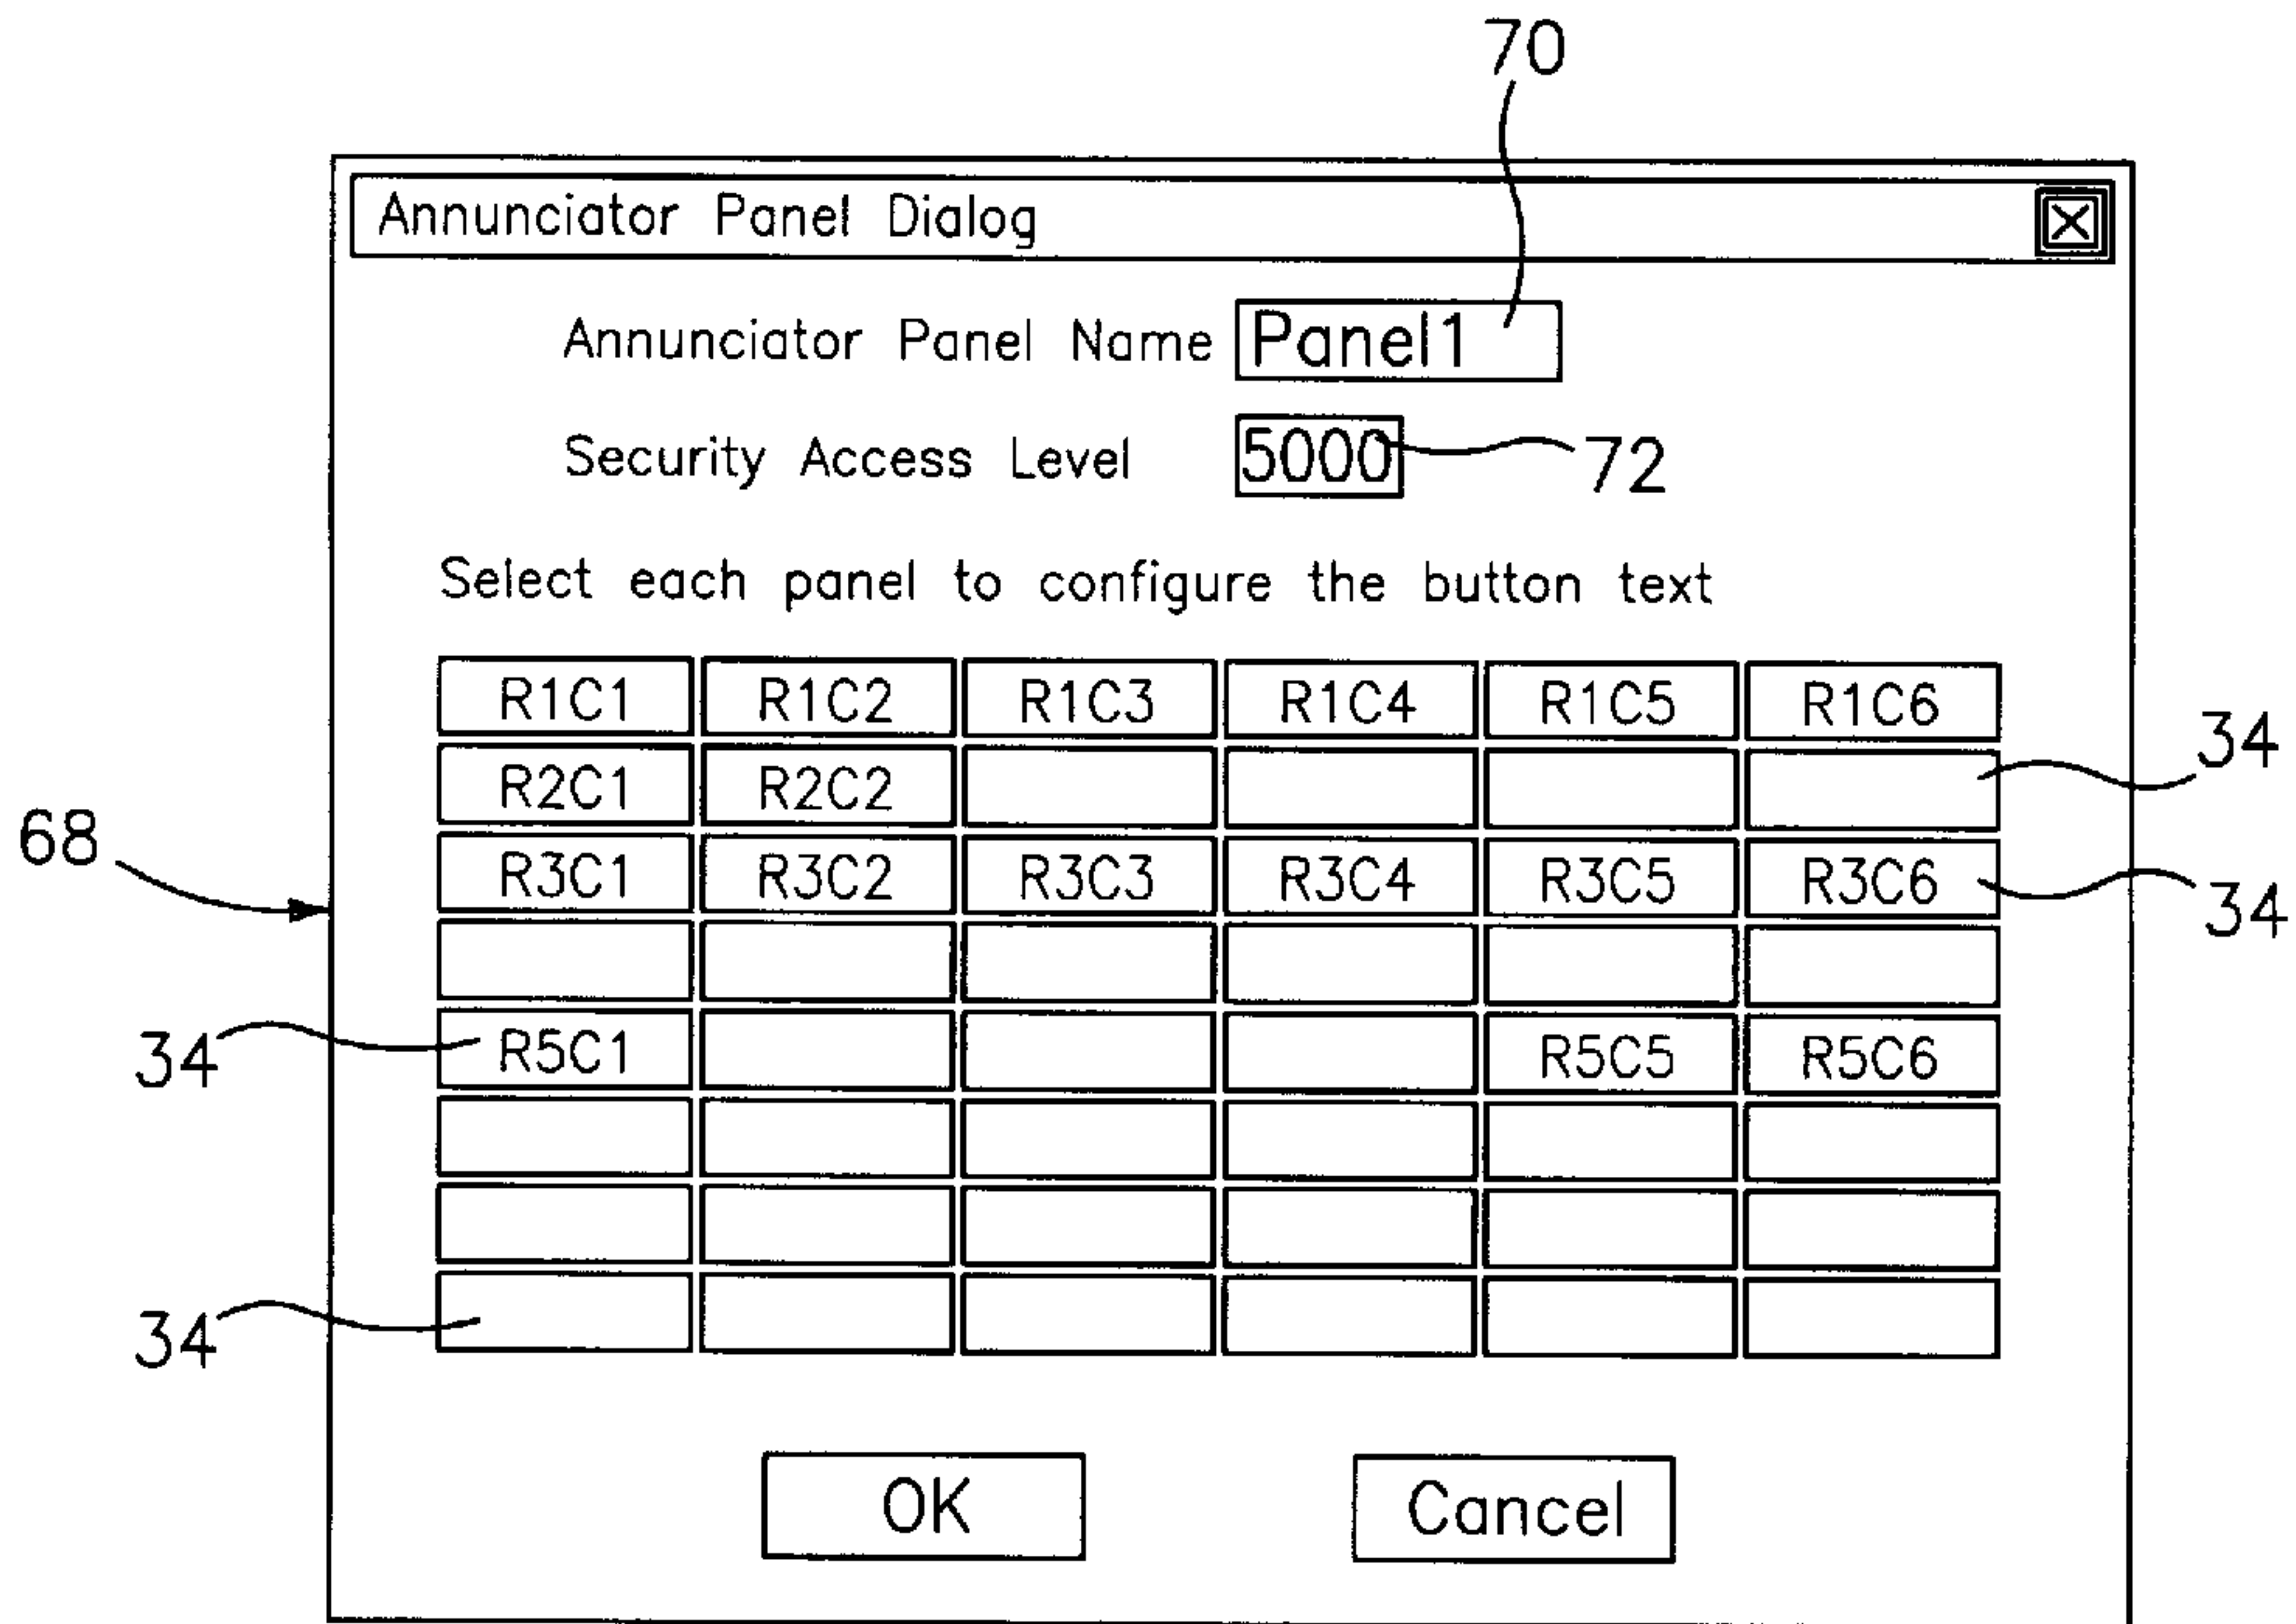 70
Annunciator Panel Dialog
Annunciator Panel Name Panel1
Security Access Level 5000 72
Select each panel to configure the button text
R1C1 R1C2 R1C3 R1C4 R1C5 R1C6
R2C1 R2C2 34
68
R3C1 R3C2 R3C3 R3C4 R3C5 R3C6 34
34 R5C1 R5C5 R5C6
34
OK Cancel